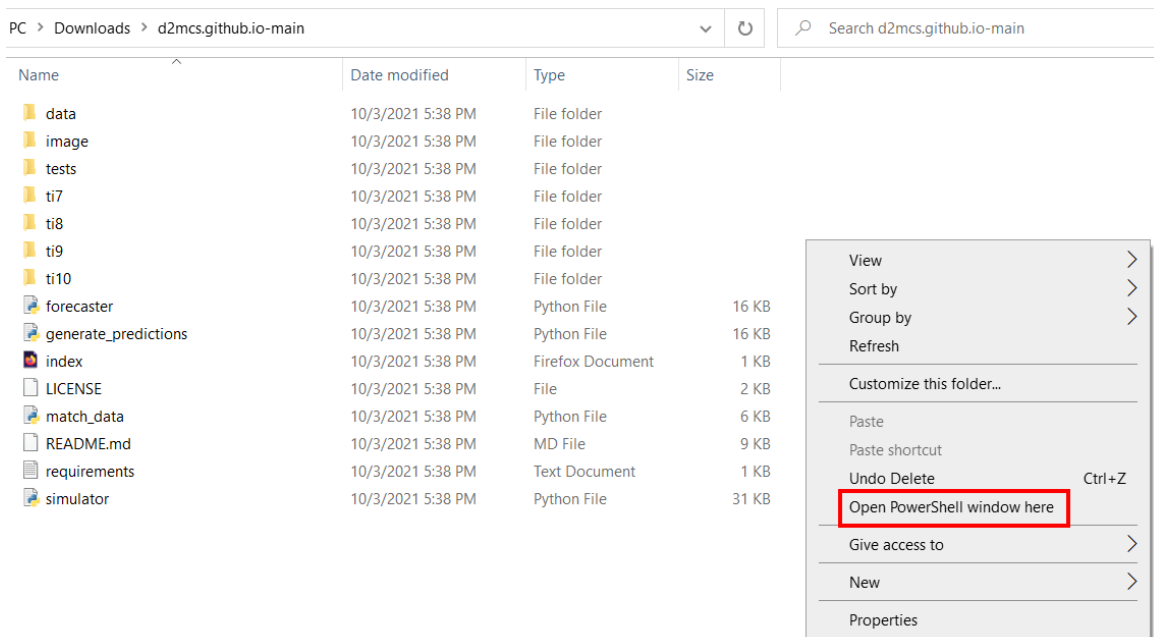 PC > Downloads > d2mcs.github.io-main
Search d2mcs.github.io-main
Name Date modified Type Size
data 10/3/2021 5:38 PM File folder
image 10/3/2021 5:38 PM File folder
tests 10/3/2021 5:38 PM File folder
ti7 10/3/2021 5:38 PM File folder
ti8 10/3/2021 5:38 PM File folder
ti9 10/3/2021 5:38 PM File folder
ti10 10/3/2021 5:38 PM File folder
forecaster 10/3/2021 5:38 PM Python File 16 KB
generate_predictions 10/3/2021 5:38 PM Python File 16 KB
index 10/3/2021 5:38 PM Firefox Document 1 KB
LICENSE 10/3/2021 5:38 PM File 2 KB
match_data 10/3/2021 5:38 PM Python File 6 KB
README.md 10/3/2021 5:38 PM MD File 9 KB
requirements 10/3/2021 5:38 PM Text Document 1 KB
simulator 10/3/2021 5:38 PM Python File 31 KB
View
Sort by
Group by
Refresh
Customize this folder...
Paste
Paste shortcut
Undo Delete Ctrl+Z
Open PowerShell window here
Give access to
New
Properties